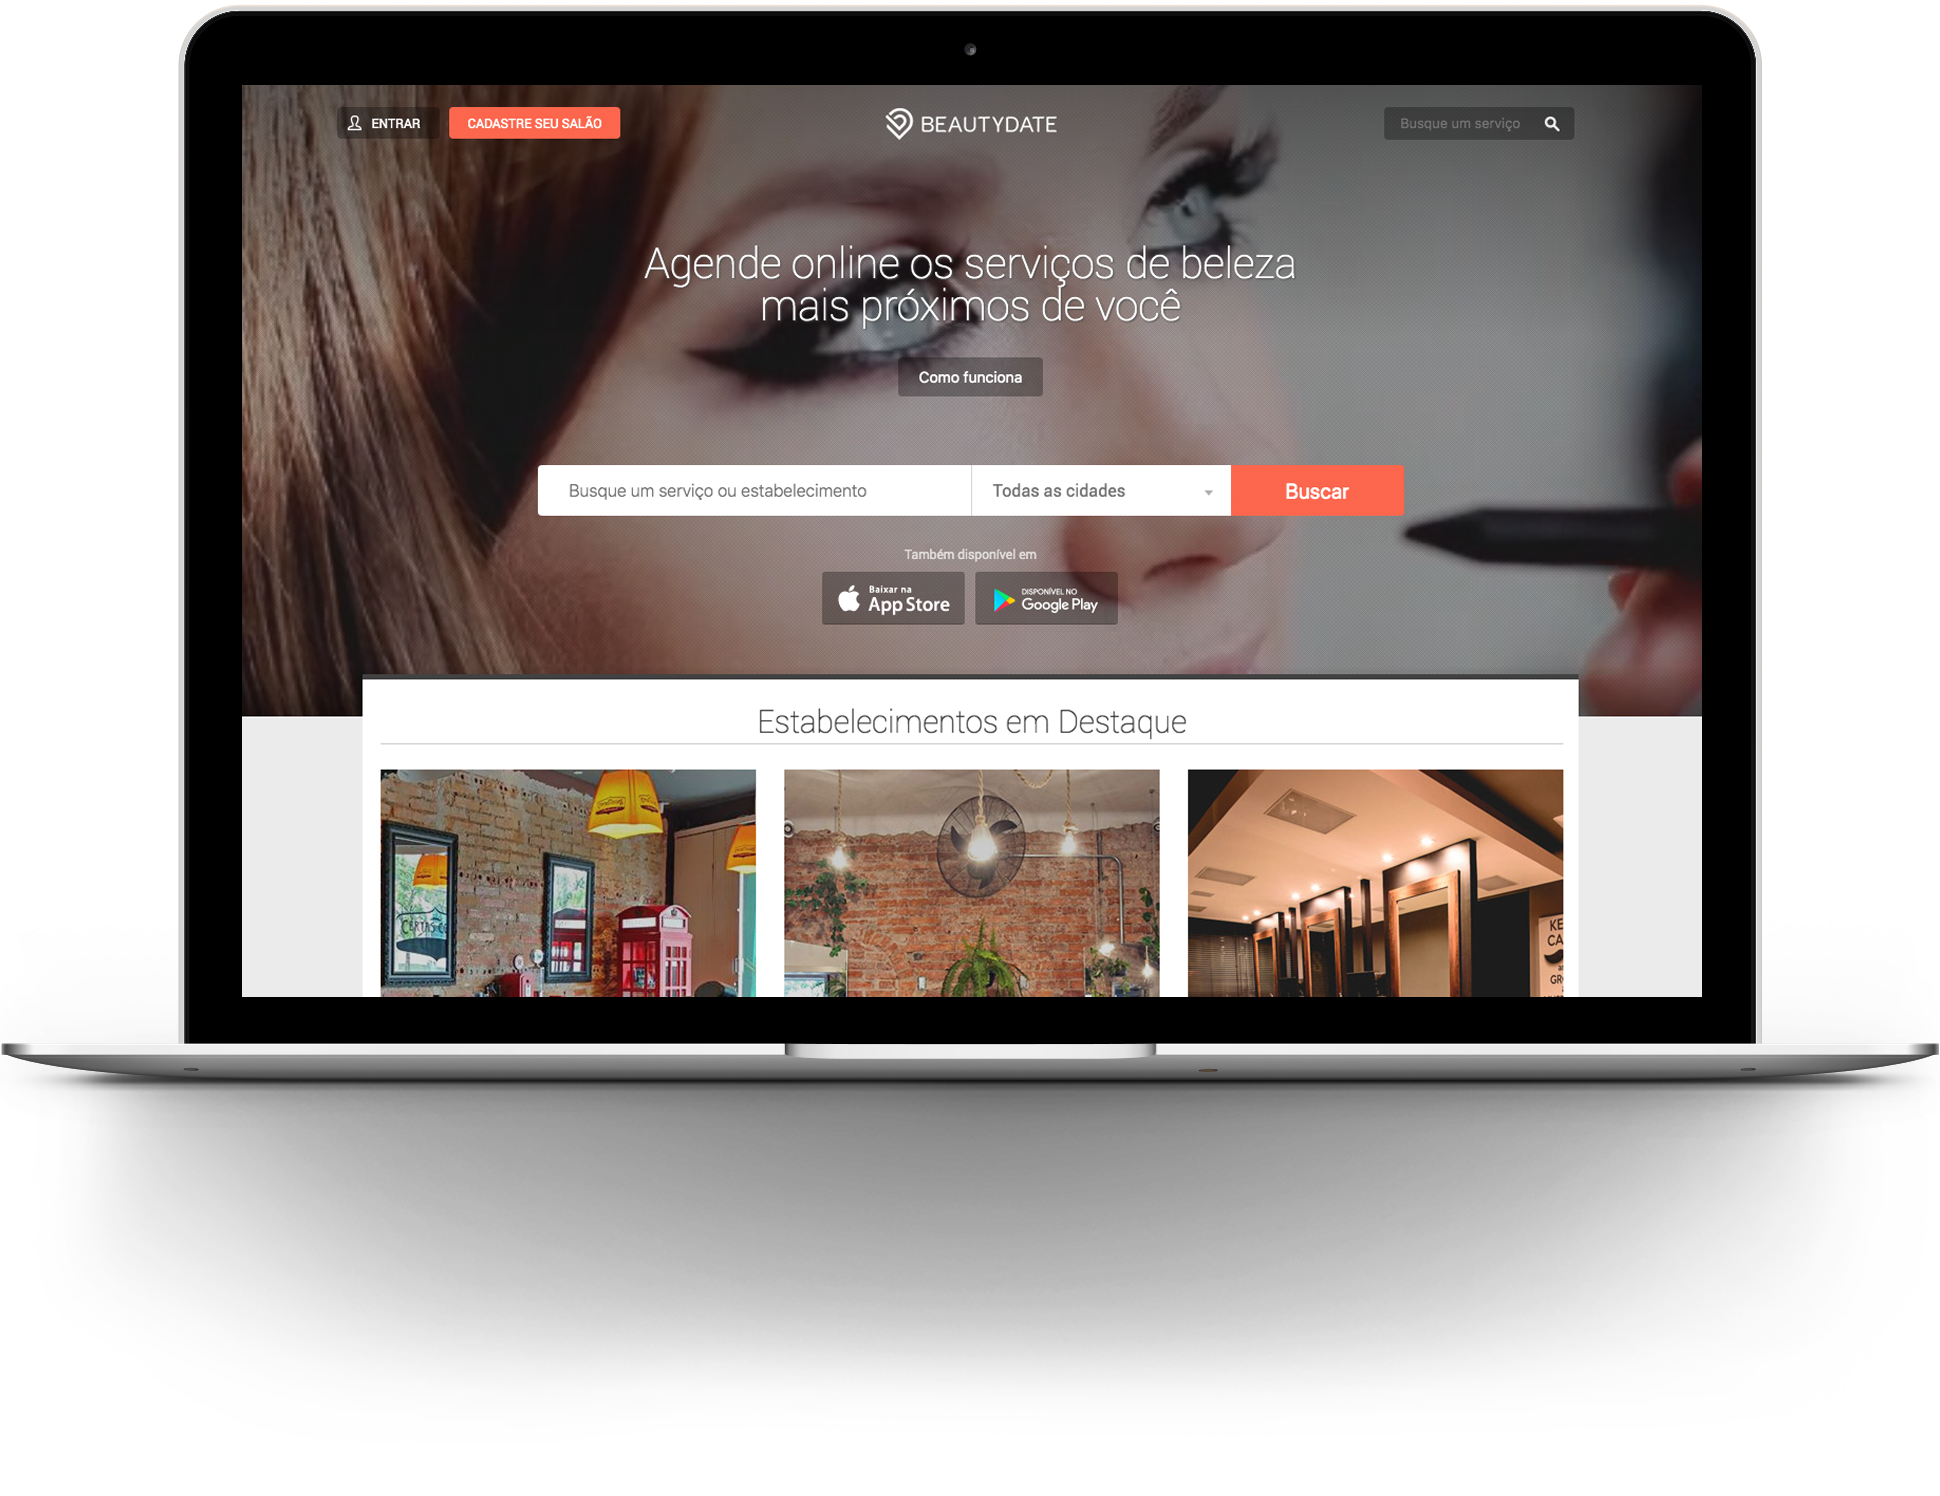 ENTRAR
CADASTRE SEU SALÃO
BEAUTYDATE
Busque um serviço
Agende online os serviços de beleza
mais próximos de você
Como funciona
Busque um serviço ou estabelecimento
Todas as cidades
Buscar
Também disponível em
Baixar na
App Store
DISPONÍVEL NO
Google Play
Estabelecimentos em Destaque